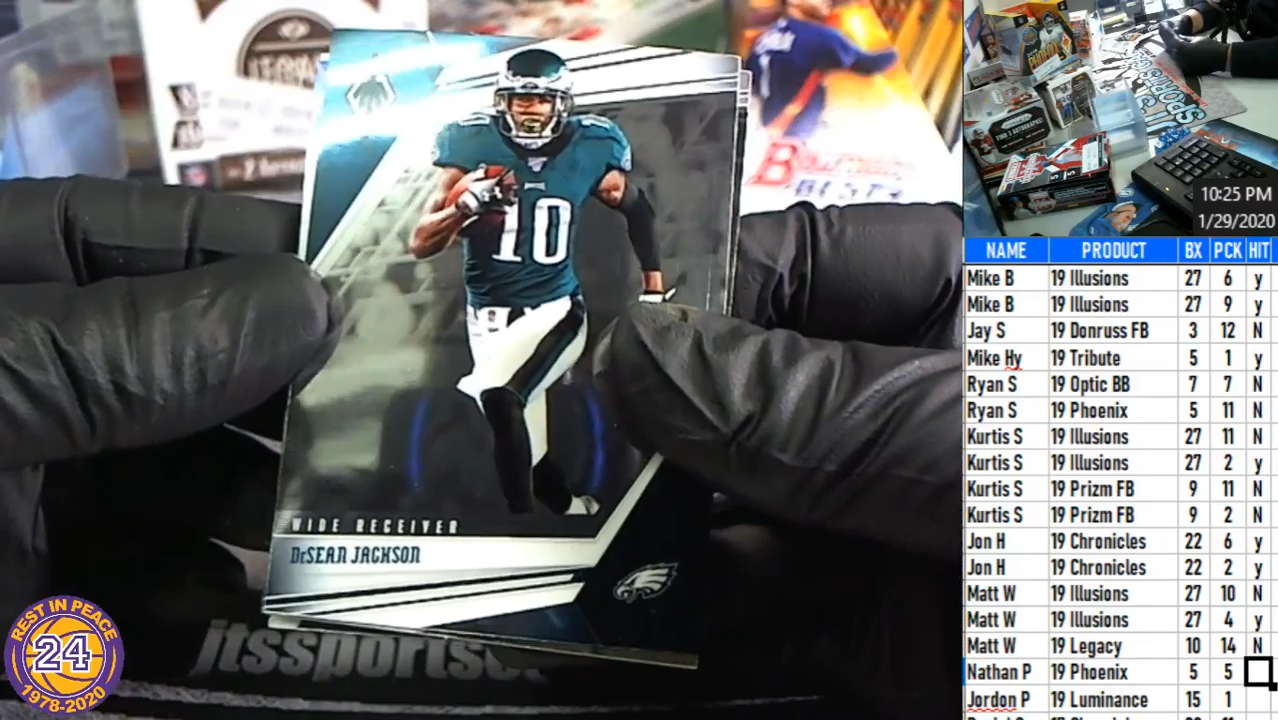 10
WIDE RECEIVER
DeSEAN JACKSON
jtssports
REST IN PEACE
24
1978-2020
Bowman
BEST
10:25 PM
1/29/2020
NAME PRODUCT BX PCK HIT
Mike B 19 Illusions 27 6 y
Mike B 19 Illusions 27 9 y
Jay S 19 Donruss FB 3 12 N
Mike Hy 19 Tribute 5 1 y
Ryan S 19 Optic BB 7 7 N
Ryan S 19 Phoenix 5 11 N
Kurtis S 19 Illusions 27 11 N
Kurtis S 19 Illusions 27 2 y
Kurtis S 19 Prizm FB 9 11 N
Kurtis S 19 Prizm FB 9 2 N
Jon H 19 Chronicles 22 6 y
Jon H 19 Chronicles 22 2 y
Matt W 19 Illusions 27 10 N
Matt W 19 Illusions 27 4 y
Matt W 19 Legacy 10 14 N
Nathan P 19 Phoenix 5 5
Jordon P 19 Luminance 15 1